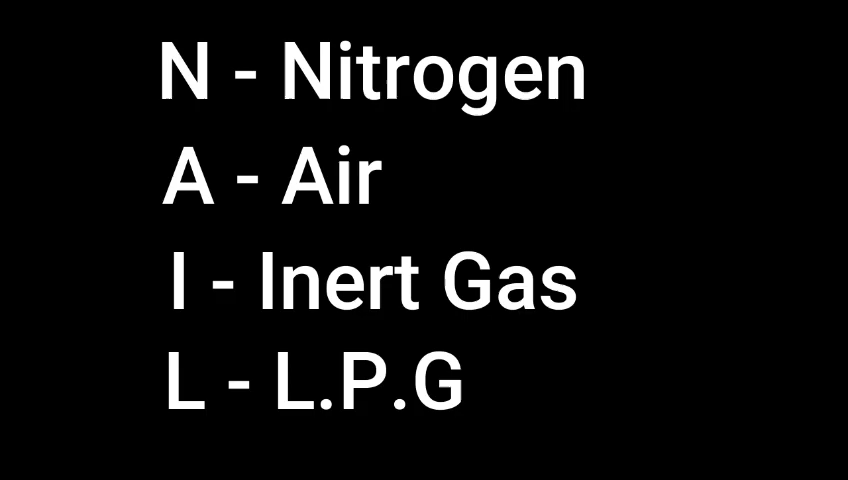 N - Nitrogen
A - Air
I - Inert Gas
L - L.P.G